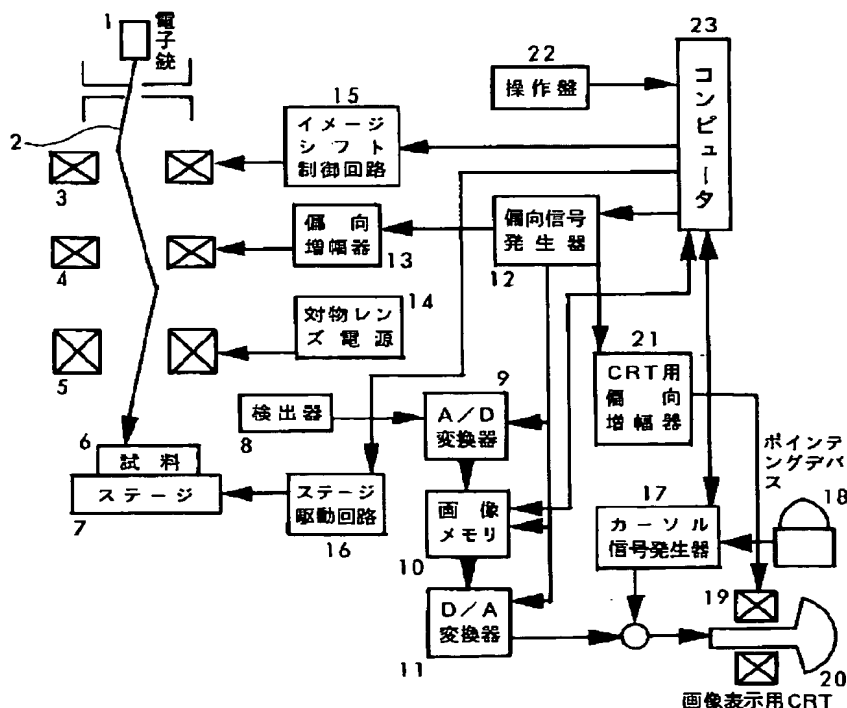 1
電子銃
23
コンピュータ
22
操作盤
15
イメージ
シフト
制御回路
2
3
偏向
増幅器
13
偏向信号
発生器
12
4
対物レン
ズ電源
14
5
21
CRT用
偏向
増幅器
9
A/D
変換器
検出器
8
6
試料
ステージ
7
ステージ
駆動回路
16
画像
メモリ
10
ポインテ
ングデバ
ス
18
17
カーソル
信号発生器
D/A
変換器
11
19
20
画像表示用CRT